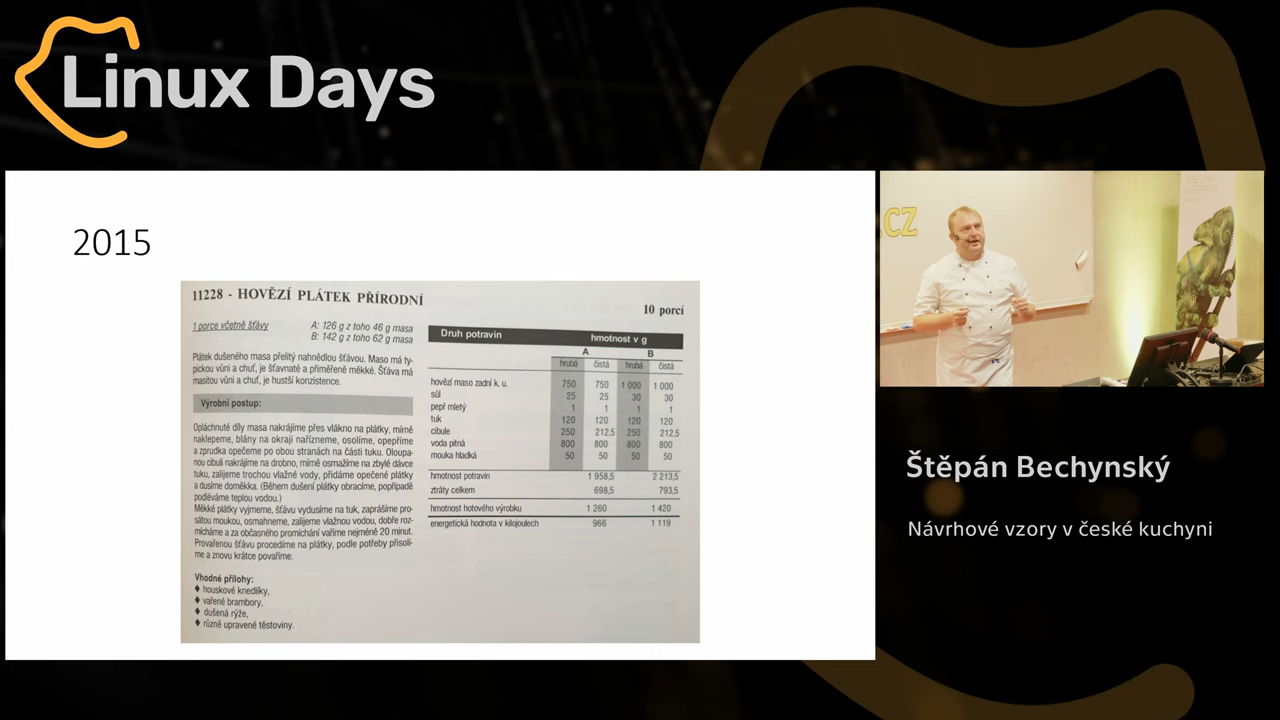 Linux Days
2015
11228 - HOVĚZÍ PLÁTEK PŘÍRODNÍ
10 porcí
1 porce včetně šťávy
A: 126 g z toho 46 g masa
B: 142 g z toho 62 g masa
Plátek dušeného masa přelitý nahnědlou šťávou. Maso má ty-
pickou vůni a chuť, je šťavnaté a přiměřeně měkké. Šťáva má
masitou vůni a chuť, je hustší konzistence.
Výrobní postup:
Opláchnuté díly masa nakrájíme přes vlákno na plátky, mírně
naklepeme, blány na okraji nařízneme, osolíme, opepříme
a zprudka opečeme po obou stranách na části tuku. Oloupa-
nou cibuli nakrájíme na drobno, mírně osmažíme na zbylé dávce
tuku, zalijeme trochou vlažné vody, přidáme opečené plátky
a dusíme doměkka. (Během dušení plátky obracíme, popřípadě
podléváme teplou vodou.)
Měkké plátky vyjmeme, šťávu vydusíme na tuk, zaprášíme pro-
sátou moukou, osmahneme, zalijeme vlažnou vodou, dobře roz-
mícháme a za občasného promíchání vaříme nejméně 20 minut.
Provařenou šťávu procedíme na plátky, podle potřeby přisolí-
me a znovu krátce povaříme.
Vhodné přílohy:
♦ houskové knedlíky,
♦ vařené brambory,
♦ dušená rýže,
♦ různě upravené těstoviny.
Druh potravin hmotnost v g
A B
hrubá čistá hrubá čistá
hovězí maso zadní k. u. 750 750 1 000 1 000
sůl 25 25 30 30
pepř mletý 1 1 1 1
tuk 120 120 120 120
cibule 250 212,5 250 212,5
voda pitná 800 800 800 800
mouka hladká 50 50 50 50
hmotnost potravin 1 958,5 2 213,5
ztráty celkem 698,5 793,5
hmotnost hotového výrobku 1 260 1 420
energetická hodnota v kilojoulech 966 1 119
CZ
Štěpán Bechynský
Návrhové vzory v české kuchyni